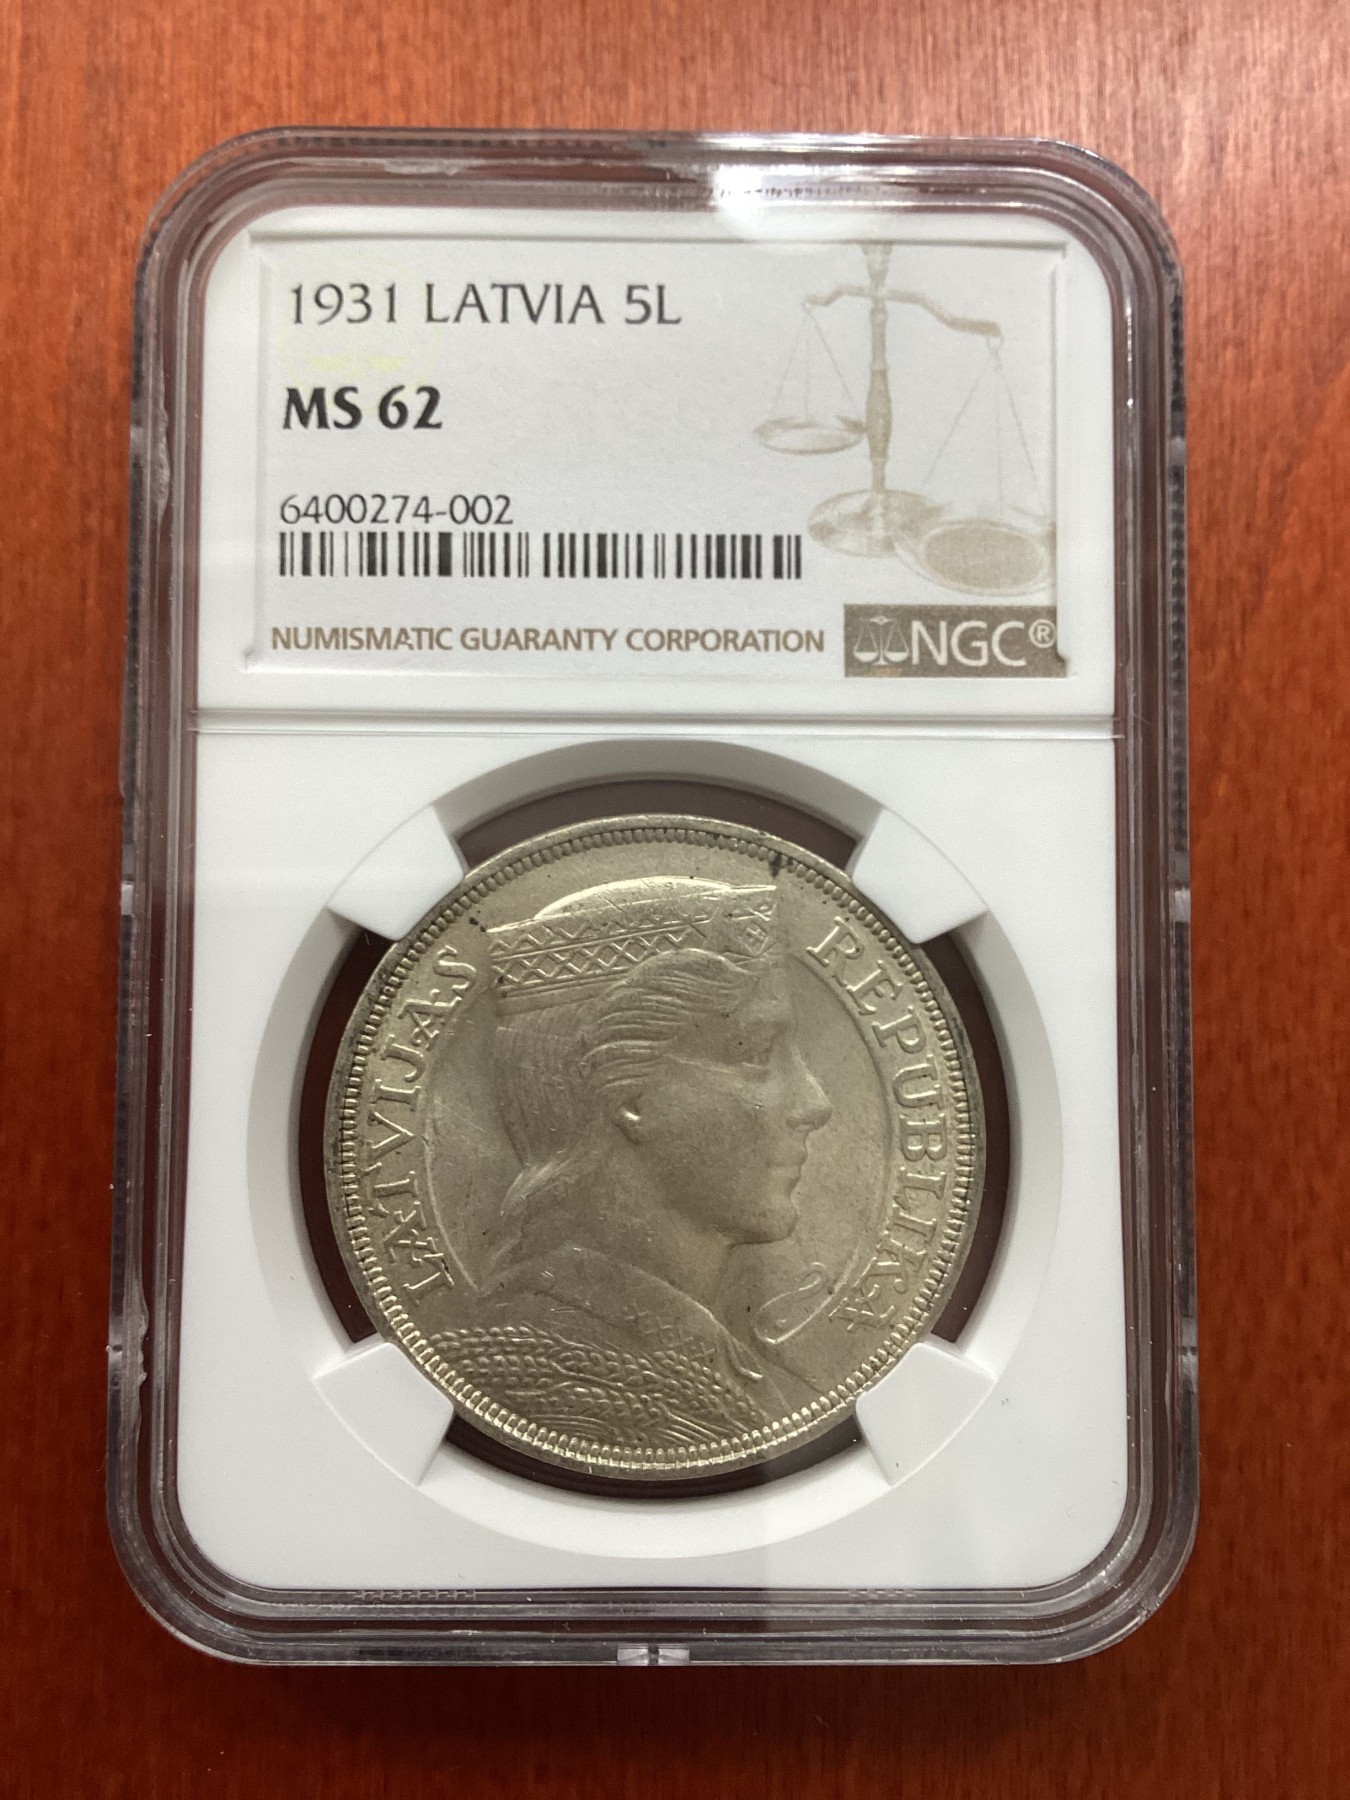 1931 LATVIA 5L
MS 62
6400274-002
NUMISMATIC GUARANTY CORPORATION
NGC®
LATVIJAS REPUBLIKA